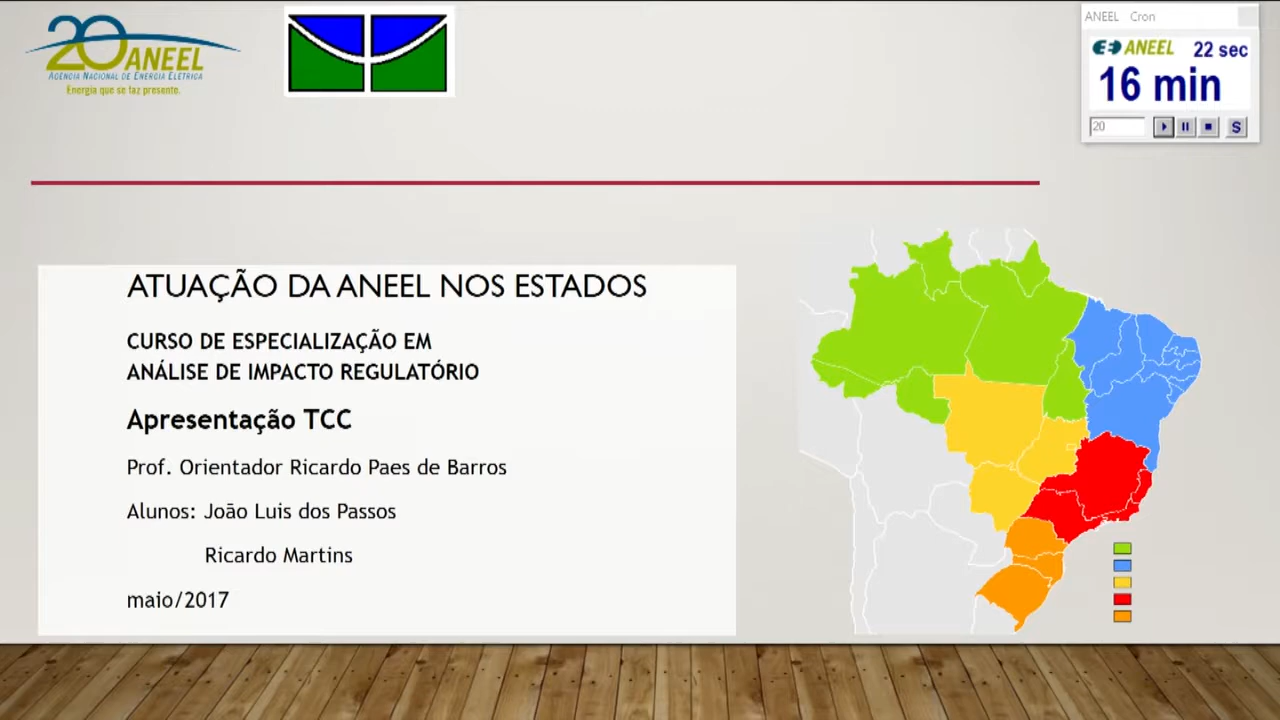 20 ANEEL
AGÊNCIA NACIONAL DE ENERGIA ELÉTRICA
Energia que se faz presente.
ANEEL Cron
ANEEL 22 sec
16 min
20
S
ATUAÇÃO DA ANEEL NOS ESTADOS
CURSO DE ESPECIALIZAÇÃO EM
ANÁLISE DE IMPACTO REGULATÓRIO
Apresentação TCC
Prof. Orientador Ricardo Paes de Barros
Alunos: João Luis dos Passos
Ricardo Martins
maio/2017